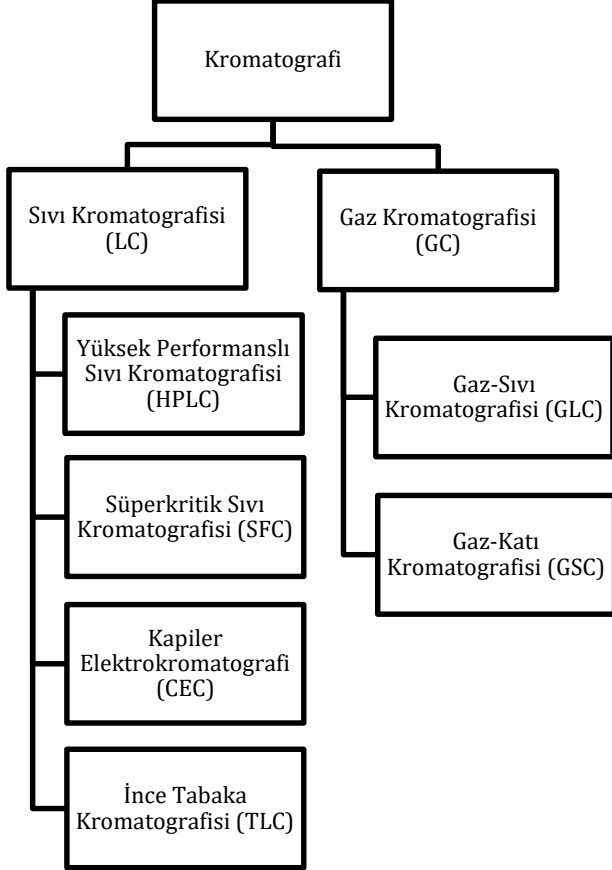 Kromatografi
Sıvı Kromatografisi
(LC)
Gaz Kromatografisi
(GC)
Yüksek Performanslı
Sıvı Kromatografisi
(HPLC)
Süperkritik Sıvı
Kromatografisi (SFC)
Kapiler
Elektrokromatografi
(CEC)
İnce Tabaka
Kromatografisi (TLC)
Gaz-Sıvı
Kromatografisi (GLC)
Gaz-Katı
Kromatografisi (GSC)